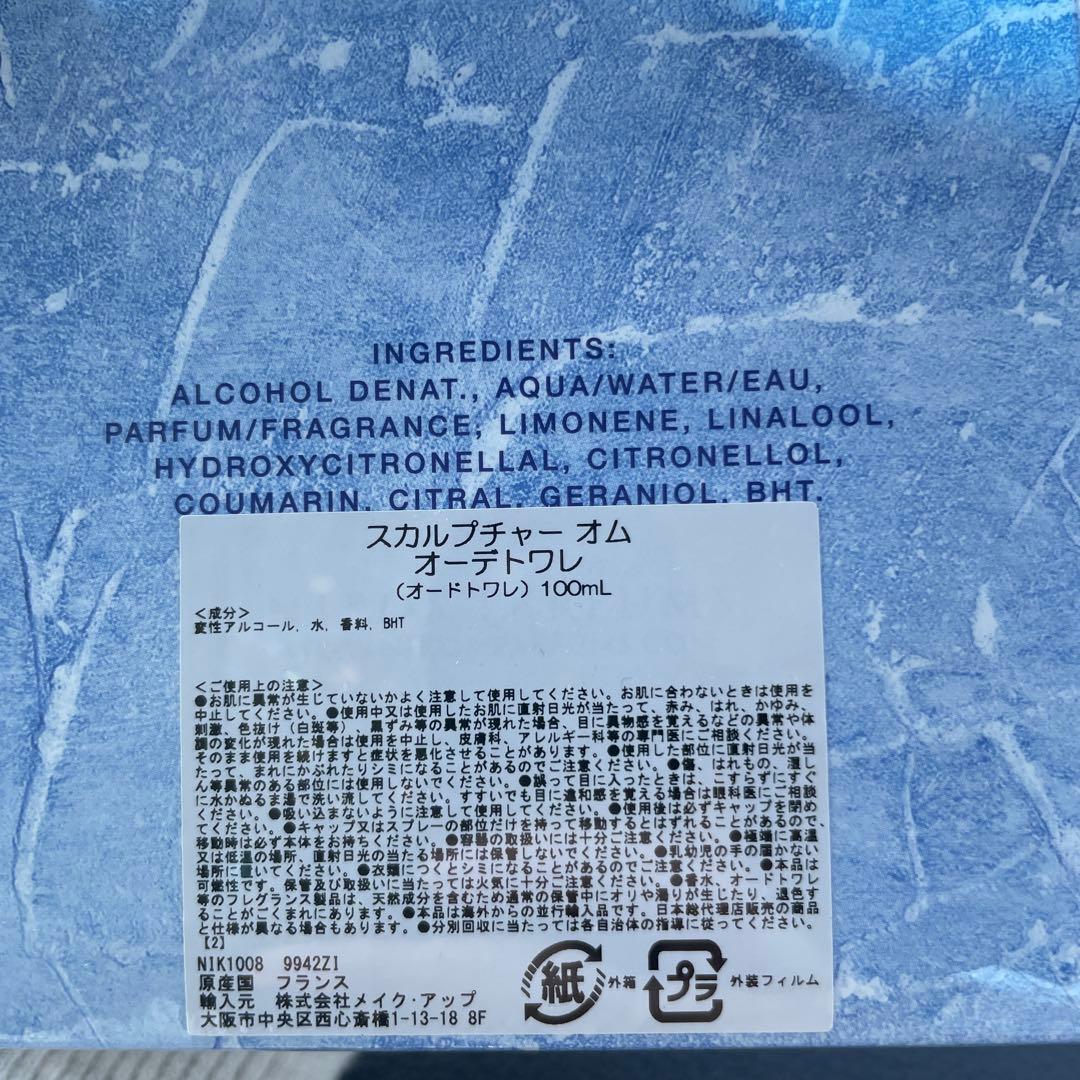 INGREDIENTS:
ALCOHOL DENAT., AQUA/WATER/EAU,
PARFUM/FRAGRANCE, LIMONENE, LINALOOL,
HYDROXYCITRONELLAL, CITRONELLOL,
COUMARIN, CITRAL, GERANIOL, BHT.
スカルプチャー オム
オーデトワレ
(オードトワレ) 100mL
<成分>
変性アルコール, 水, 香料, BHT
<ご使用上の注意>
●お肌に異常が生じていないかよく注意して使用してください。お肌に合わないときは使用を
中止してください。●使用中又は使用したお肌に直射日光が当たって、赤み、はれ、かゆみ、
刺激、色抜け(白斑等)、黒ずみ等の異常が現れた場合、目に異物感を覚えるなどの異常や体
調の変化が現れた場合は使用を中止し、皮膚科、アレルギー科等の専門医にご相談ください。
そのまま使用を続けますと症状を悪化させることがあります。●使用した部位に直射日光が当
たって、まれにかぶれたりシミになることがあるのでご注意ください。●傷、はれもの、湿し
ん等異常のある部位には使用しないでください。●誤って目に入ったときは、こすらずにすぐ
に水かぬるま湯で洗い流してください。すすいでも目に違和感を覚える場合は眼科医にご相談
ください。●吸い込まないように注意して使用してください。●使用後は必ずキャップを閉め
てください。●キャップ又はスプレーの部位だけを持って移動するとはずれることがあるので、
移動時は必ず本体をお持ちください。●容器の取扱いには十分ご注意ください。●極端に高温
又は低温の場所、直射日光の当たる場所には保管しないでください。●乳幼児の手の届かない
場所に置いてください。●衣類につくとシミになることがあるのでご注意ください。●本品は
可燃性です。保管及び取扱いに当たっては火気に十分ご注意ください。●香水、オードトワレ
等のフレグランス製品は、天然成分を含むため通常の保管中にオリや濁りが生じたり、退色す
ることがごくまれにあります。●本品は海外からの並行輸入品です。日本総代理店販売の商品
と仕様が異なる場合もあります。●分別回収に当たっては各自治体の指導に従ってください。
【2】
NIK1008 9942ZI
原産国 フランス
輸入元 株式会社メイク・アップ
大阪市中央区西心斎橋1-13-18 8F
紙 外箱 プラ 外装フィルム